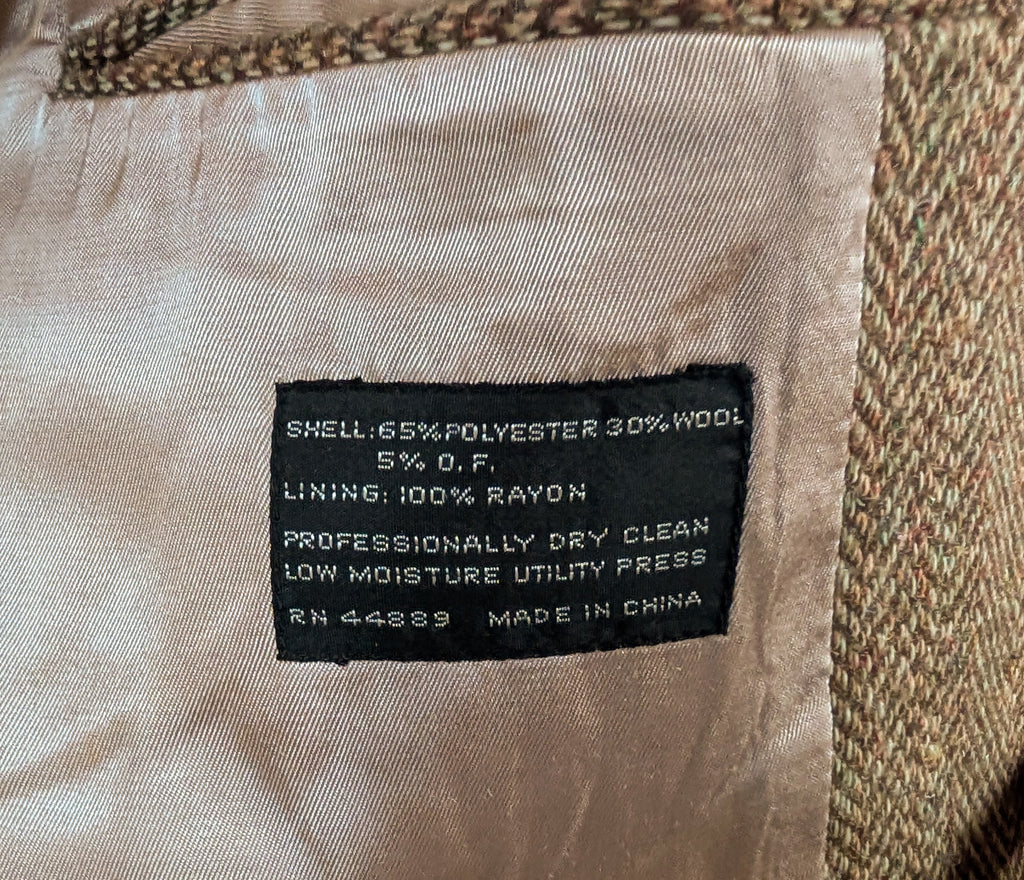 SHELL: 65% POLYESTER 30% WOOL
5% O.F.
LINING: 100% RAYON
PROFESSIONALLY DRY CLEAN
LOW MOISTURE UTILITY PRESS
RN 44889 MADE IN CHINA